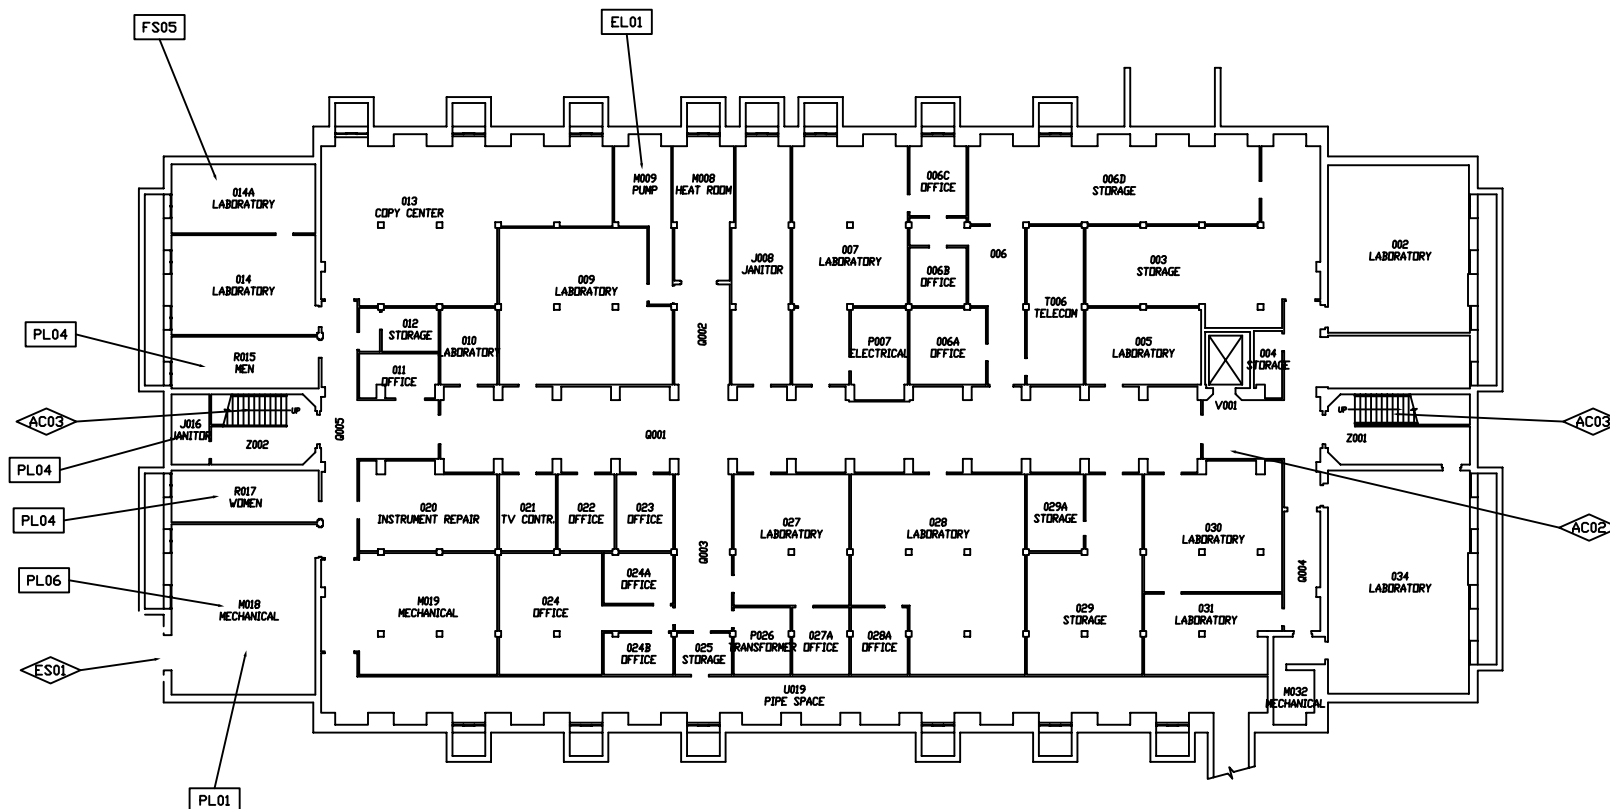 FS05
EL01
014A
LABORATORY
013
COPY CENTER
M009
PUMP
M008
HEAT ROOM
006C
OFFICE
006D
STORAGE
014
LABORATORY
009
LABORATORY
J008
JANITOR
007
LABORATORY
006
006B
OFFICE
003
STORAGE
002
LABORATORY
T006
TELECOM
PL04
R015
MEN
012
STORAGE
010
LABORATORY
011
OFFICE
Q002
P007
ELECTRICAL
006A
OFFICE
005
LABORATORY
004
STORAGE
AC03
J016
JANITOR
UP
Z002
Q005
Q001
V001
UP
Z001
AC03
PL04
PL04
R017
WOMEN
020
INSTRUMENT REPAIR
021
TV CONTR.
022
OFFICE
023
OFFICE
027
LABORATORY
028
LABORATORY
029A
STORAGE
030
LABORATORY
AC02
PL06
M018
MECHANICAL
M019
MECHANICAL
024
OFFICE
024A
OFFICE
Q003
Q004
034
LABORATORY
029
STORAGE
031
LABORATORY
ES01
024B
OFFICE
025
STORAGE
P026
TRANSFORMER
027A
OFFICE
028A
OFFICE
U019
PIPE SPACE
M032
MECHANICAL
PL01